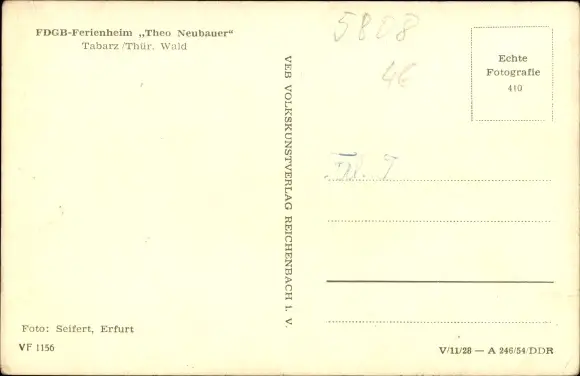 FDGB-Ferienheim „Theo Neubauer“
Tabarz/Thür. Wald
Foto: Seifert, Erfurt
VF 1156
VEB VOLKSKUNSTVERLAG REICHENBACH I. V.
5808
46
Echte
Fotografie
410
V/11/28 — A 246/54/DDR